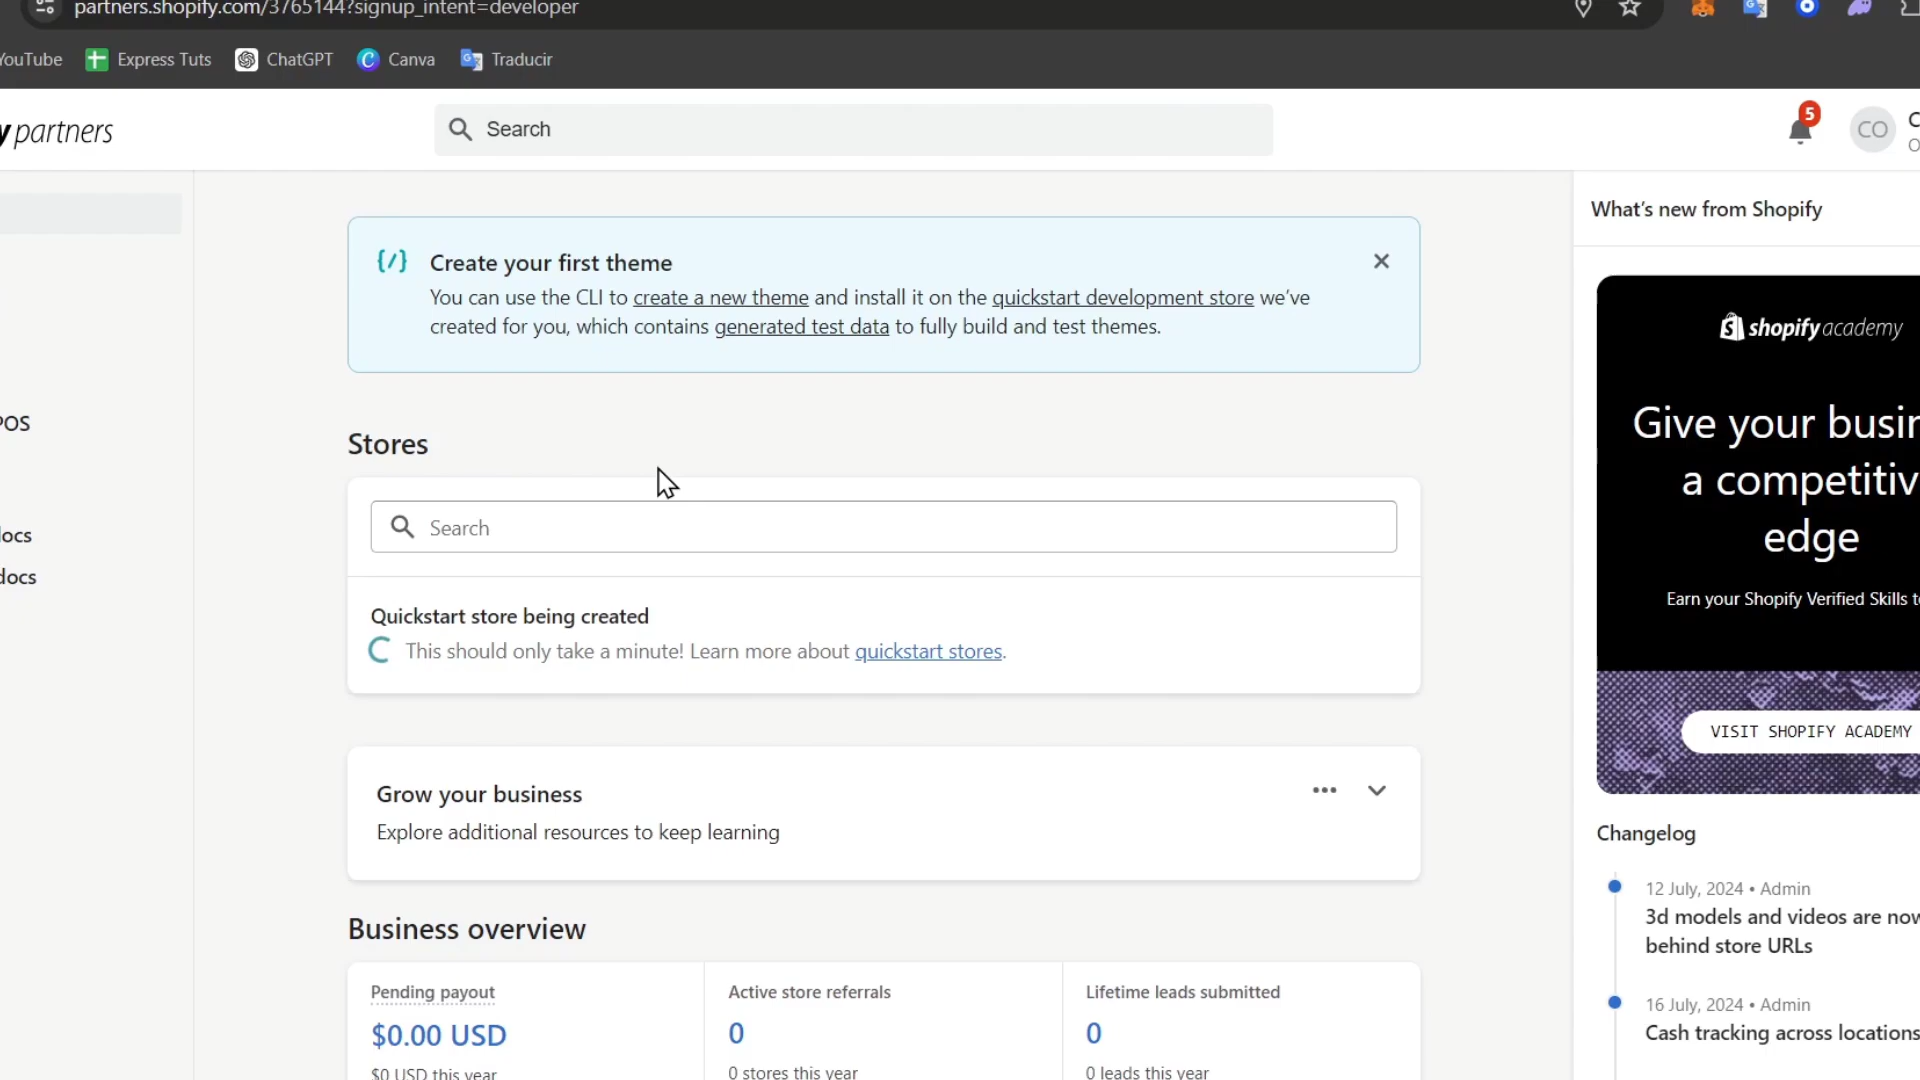 partners.shopify.com/3765144?signup_intent=developer
YouTube
Express Tuts
ChatGPT
Canva
Traducir
y partners
Search
5
CO
What's new from Shopify
Create your first theme
You can use the CLI to create a new theme and install it on the quickstart development store we've
created for you, which contains generated test data to fully build and test themes.
shopify academy
Give your busin
a competitiv
edge
Earn your Shopify Verified Skills
VISIT SHOPIFY ACADEMY
POS
docs
docs
Stores
Search
Quickstart store being created
This should only take a minute! Learn more about quickstart stores.
Grow your business
Explore additional resources to keep learning
Changelog
12 July, 2024 • Admin
3d models and videos are now
behind store URLs
16 July, 2024 • Admin
Cash tracking across locations
Business overview
Pending payout
$0.00 USD
$0 USD this year
Active store referrals
0
0 stores this year
Lifetime leads submitted
0
0 leads this year